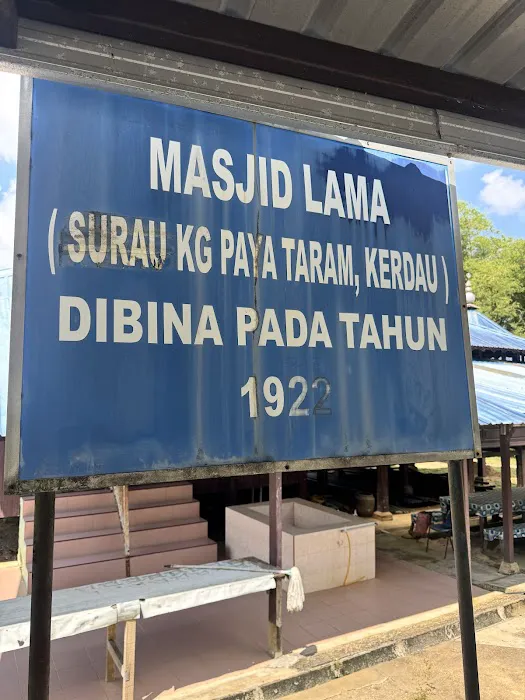 MASJID LAMA
( SURAU KG PAYA TARAM, KERDAU )
DIBINA PADA TAHUN
1922